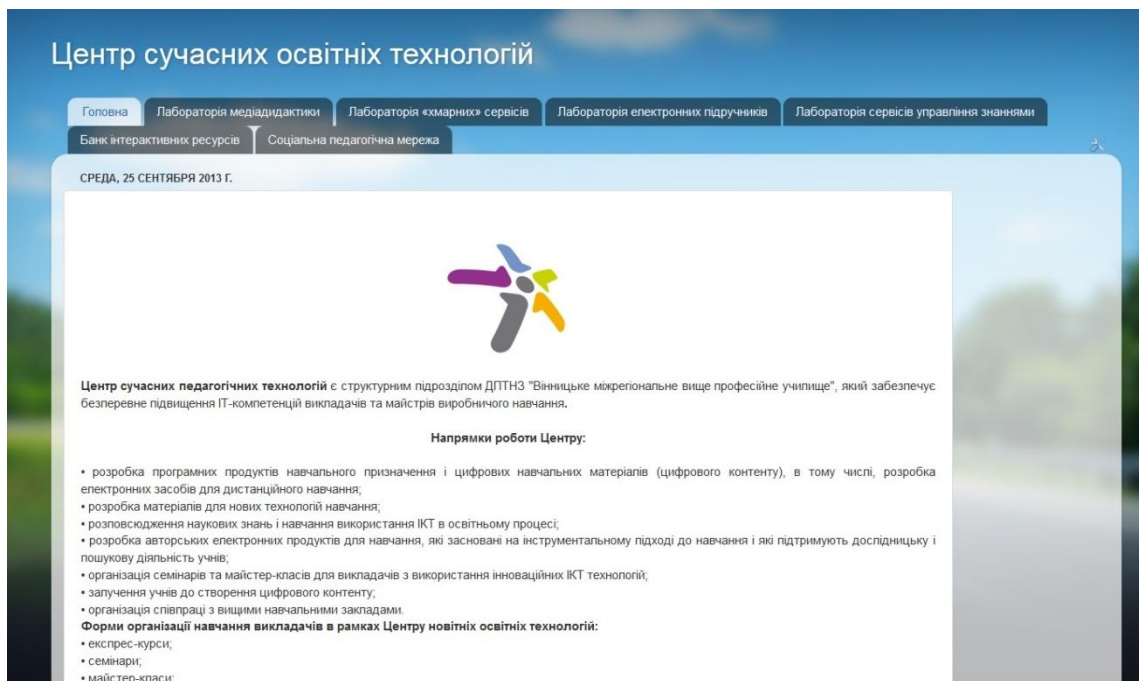 Центр сучасних освітніх технологій
Головна Лабораторія медіадидактики Лабораторія «хмарних» сервісів Лабораторія електронних підручників Лабораторія сервісів управління знаннями
Банк інтерактивних ресурсів Соціальна педагогічна мережа
СРЕДА, 25 СЕНТЯБРЯ 2013 Г.
Центр сучасних педагогічних технологій є структурним підрозділом ДПТНЗ "Вінницьке міжрегіональне вище професійне училище", який забезпечує
безперевне підвищення ІТ-компетенцій викладачів та майстрів виробничого навчання.
Напрямки роботи Центру:
• розробка програмних продуктів навчального призначення і цифрових навчальних матеріалів (цифрового контенту), в тому числі, розробка
електронних засобів для дистанційного навчання;
• розробка матеріалів для нових технологій навчання;
• розповсюдження наукових знань і навчання використання ІКТ в освітньому процесі;
• розробка авторських електронних продуктів для навчання, які засновані на інструментальному підході до навчання і які підтримують дослідницьку і
пошукову діяльність учнів;
• організація семінарів та майстер-класів для викладачів з використання інноваційних ІКТ технологій;
• залучення учнів до створення цифрового контенту;
• організація співпраці з вищими навчальними закладами.
Форми організації навчання викладачів в рамках Центру новітніх освітніх технологій:
• експрес-курси;
• семінари;
• майстер-класи;